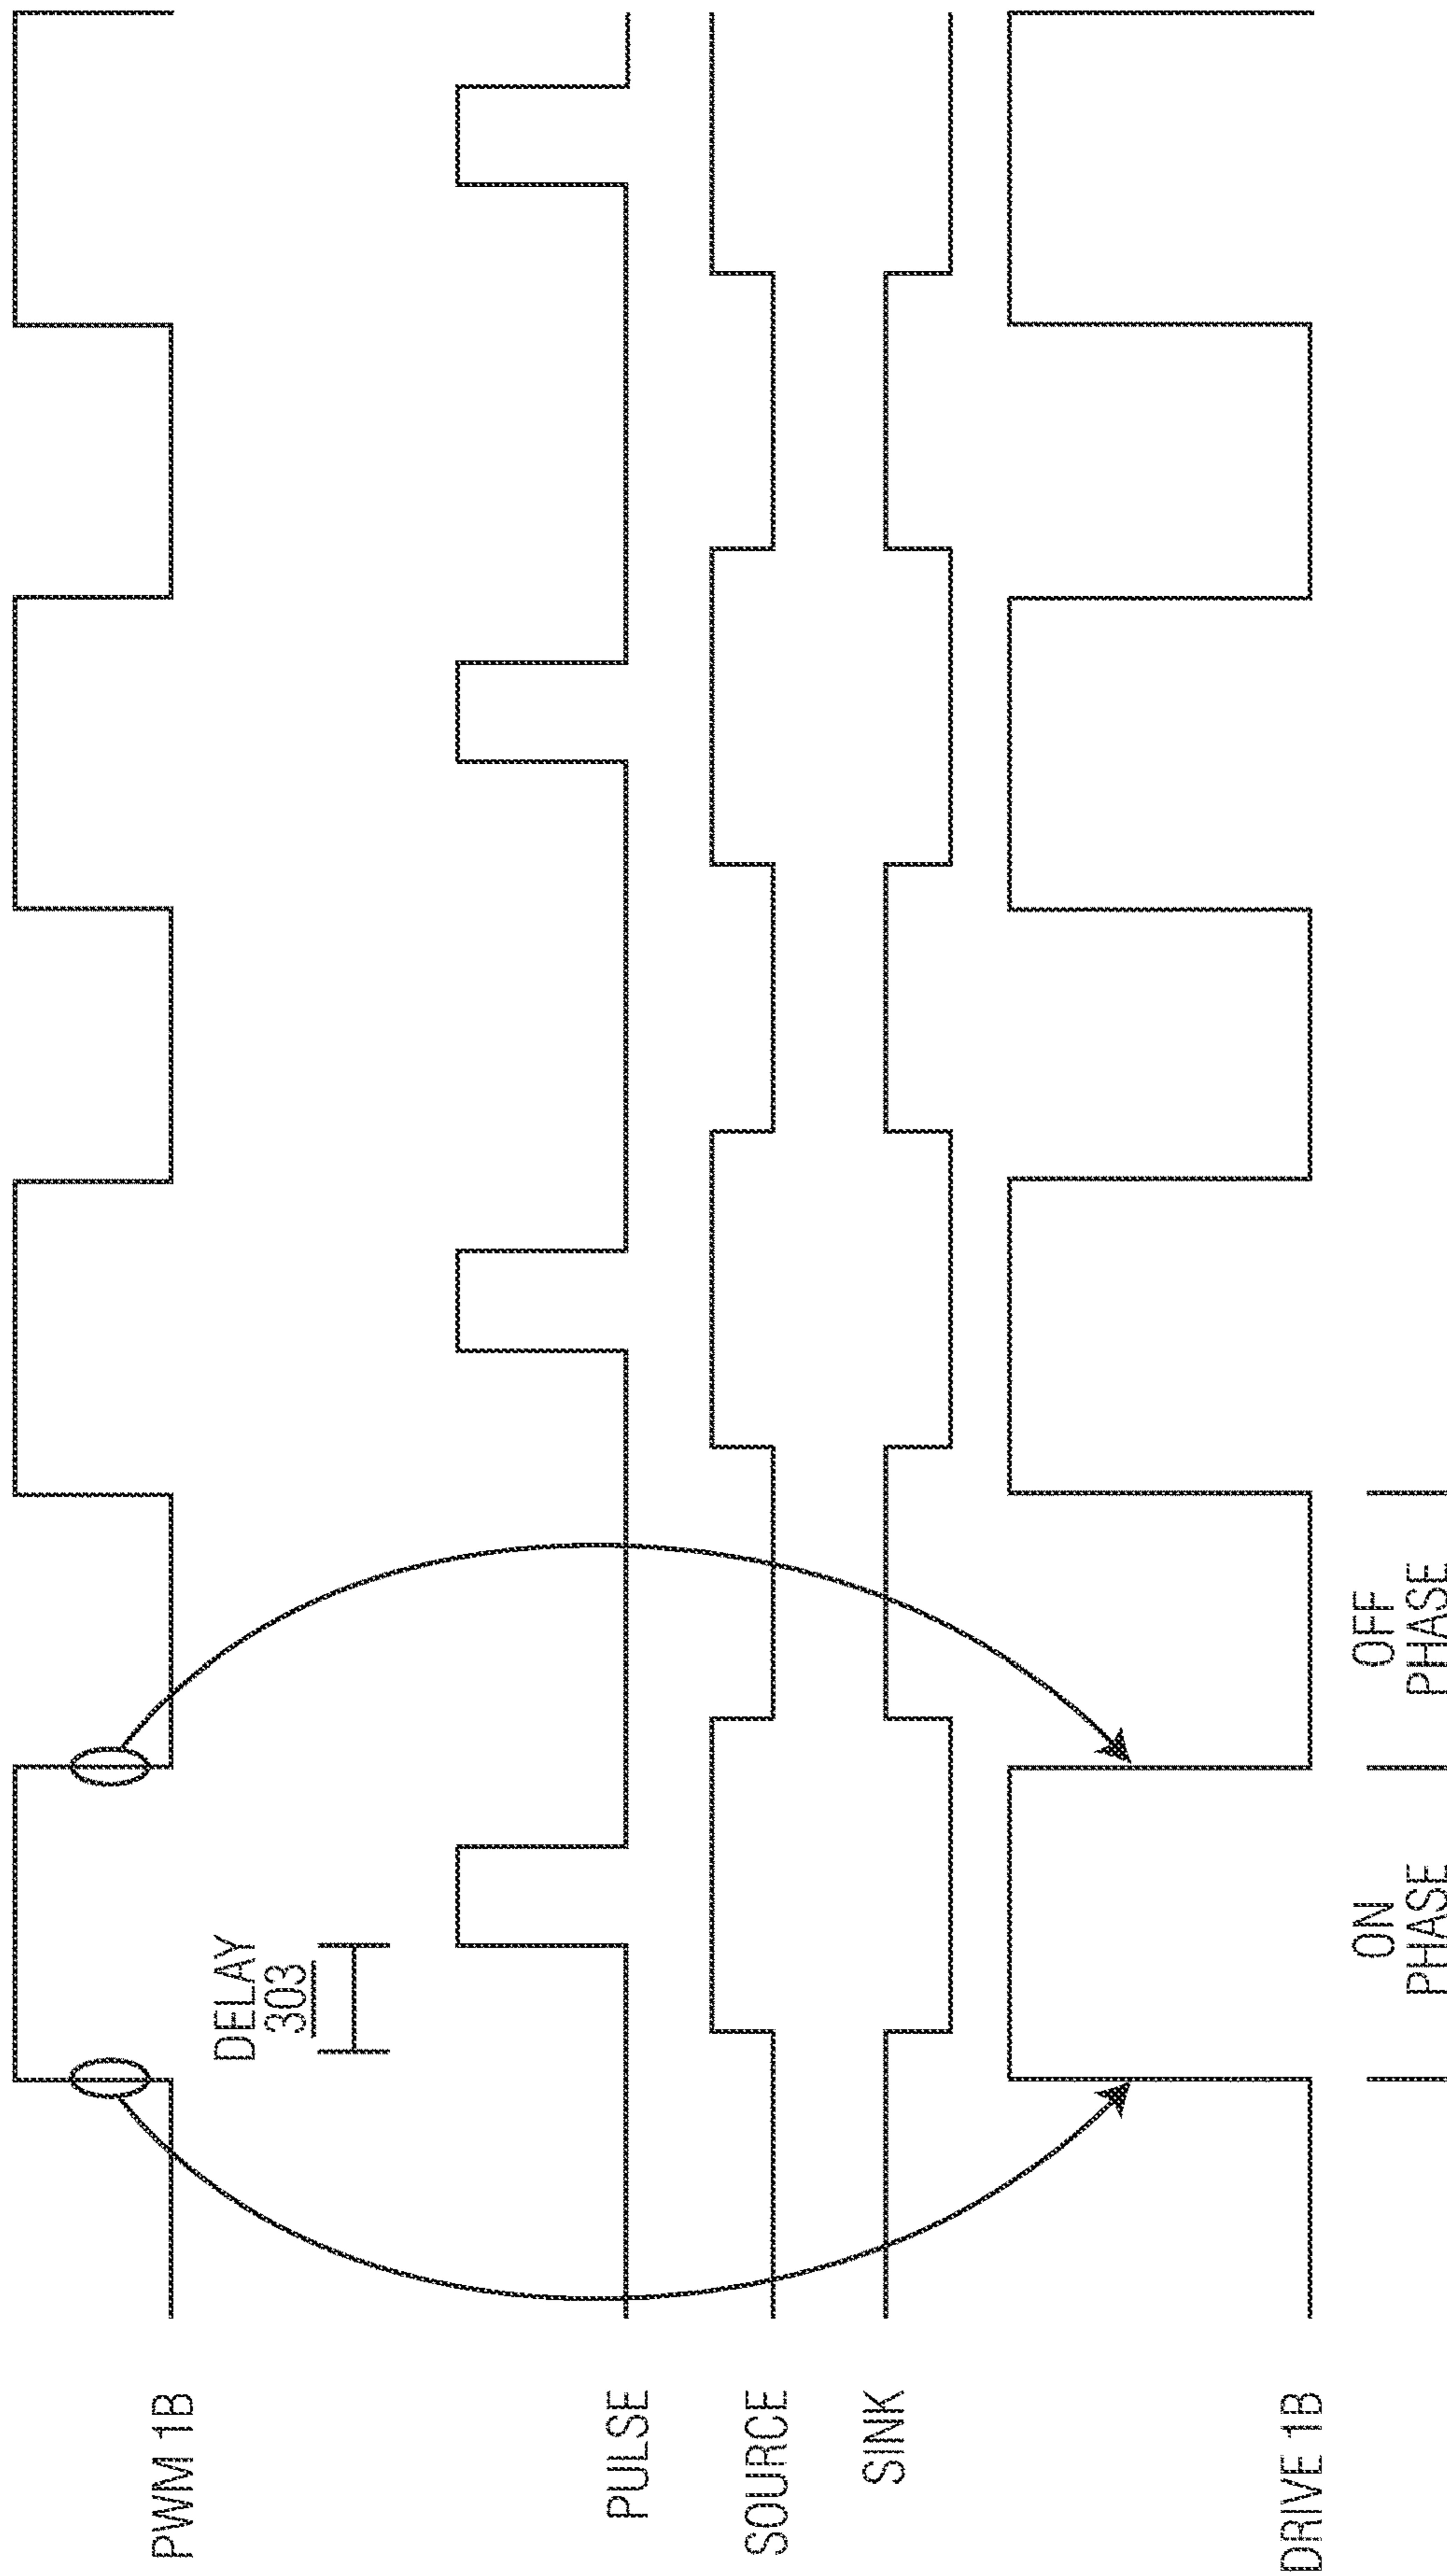 PWM 1B
DELAY
303
PULSE
SOURCE
SINK
DRIVE 1B
ON
PHASE
OFF
PHASE